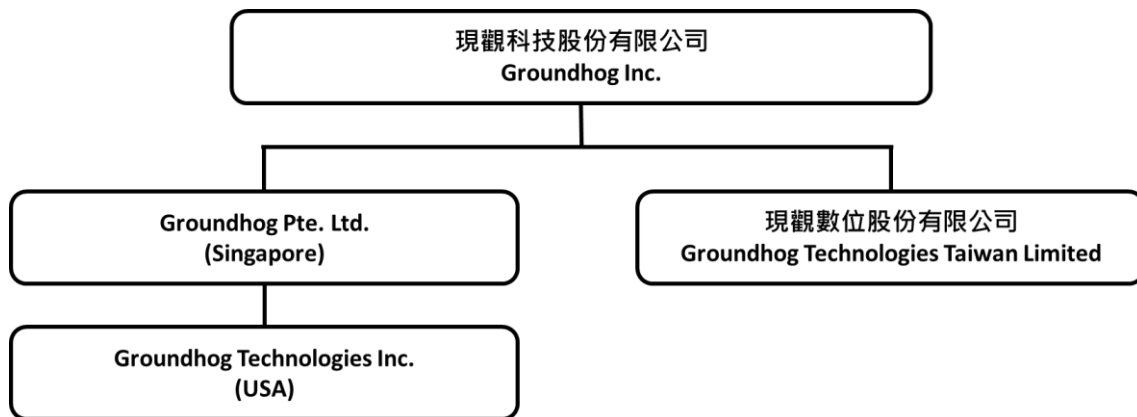 現觀科技股份有限公司
Groundhog Inc.
Groundhog Pte. Ltd.
(Singapore)
現觀數位股份有限公司
Groundhog Technologies Taiwan Limited
Groundhog Technologies Inc.
(USA)